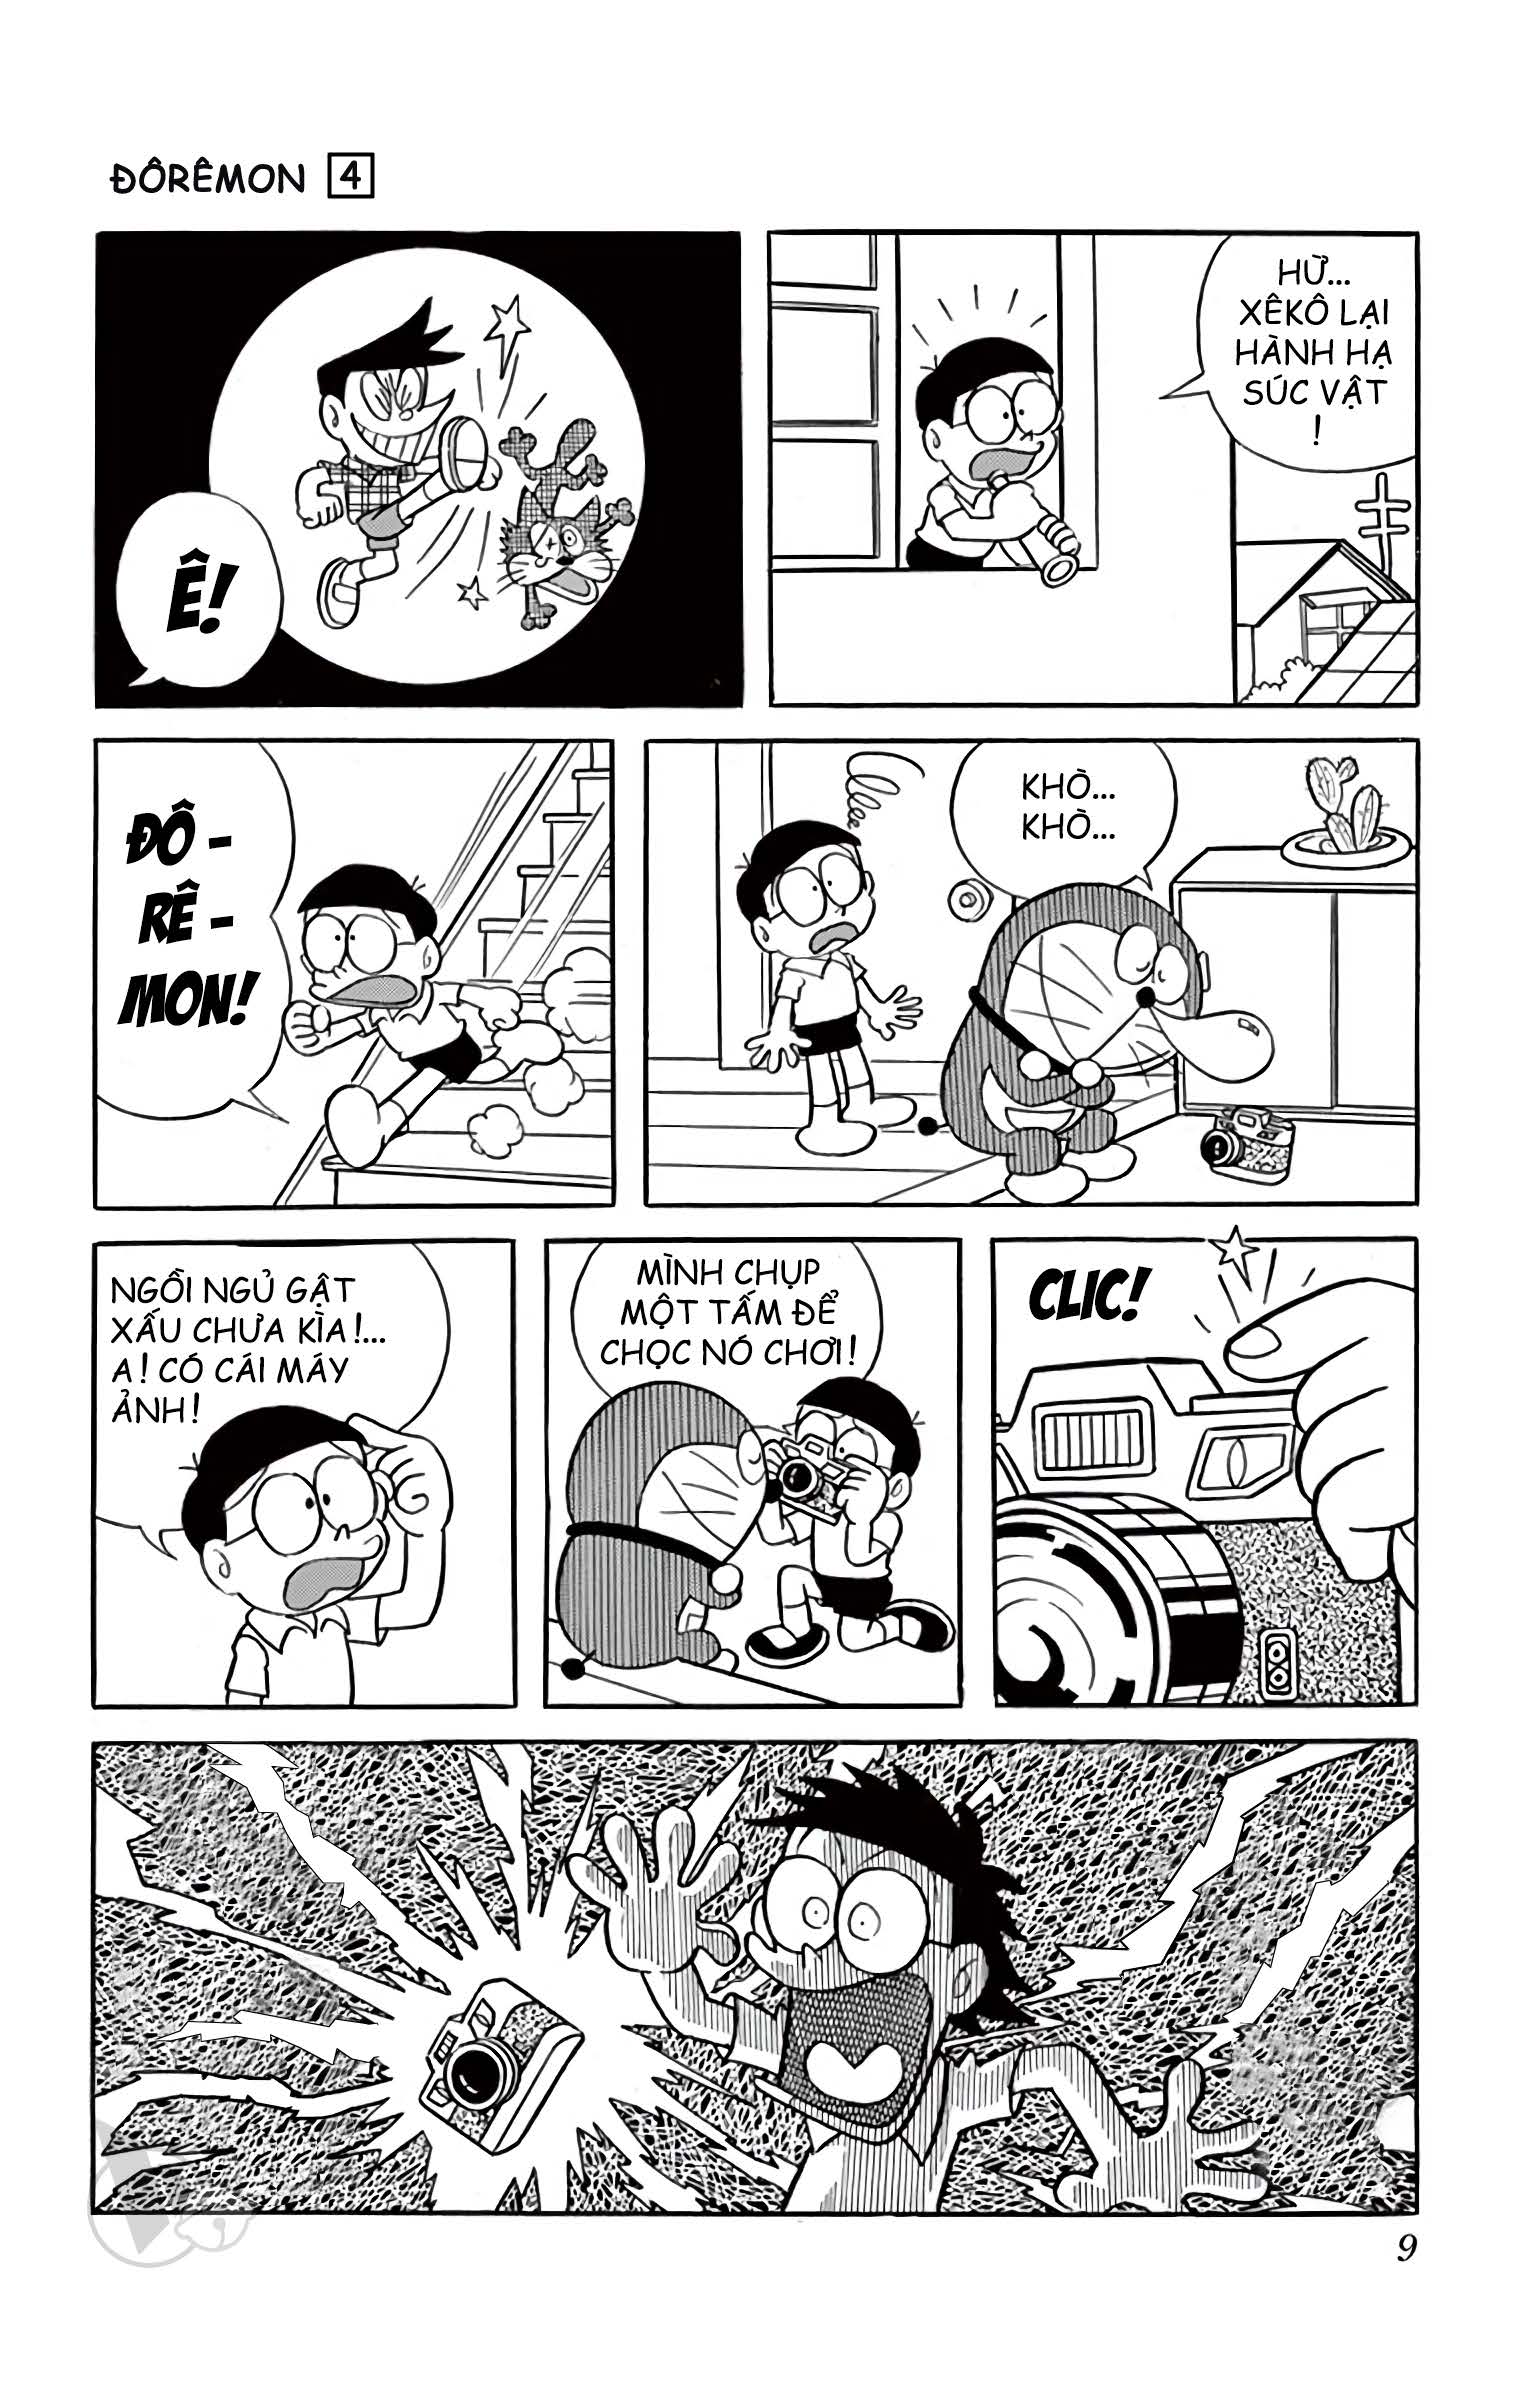 ĐÔRÊMON 4
Ê!
HỪ...
XÊKÔ LẠI
HÀNH HẠ
SÚC VẬT
!
ĐÔ -
RÊ -
MON!
KHÒ...
KHÒ...
NGỒI NGỦ GẬT
XẤU CHƯA KÌA!...
A! CÓ CÁI MÁY
ẢNH!
MÌNH CHỤP
MỘT TẤM ĐỂ
CHỌC NÓ CHƠI!
CLIC!
9